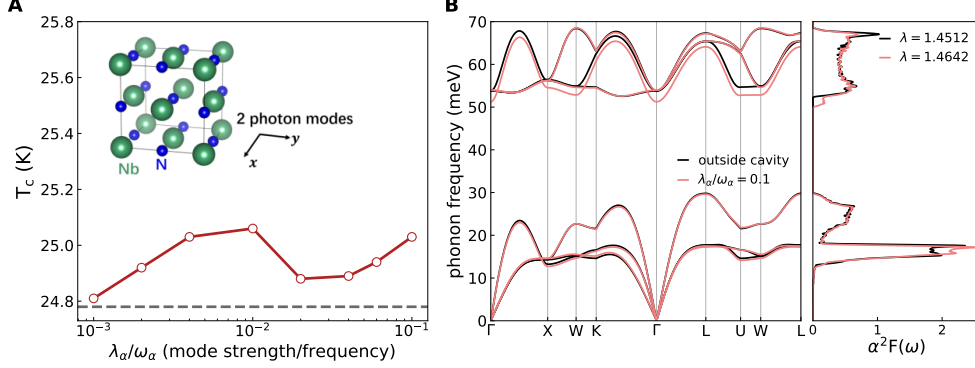 A
25.8
25.6
25.4
25.2
25.0
24.8
T_c (K)
10^−3
10^−2
10^−1
λ_α/ω_α (mode strength/frequency)
Nb
N
2 photon modes
y
x
B
70
60
50
40
30
20
10
0
phonon frequency (meV)
outside cavity
λ_α/ω_α = 0.1
Γ X W K Γ L U W L
λ = 1.4512
λ = 1.4642
0 1 2
α²F(ω)